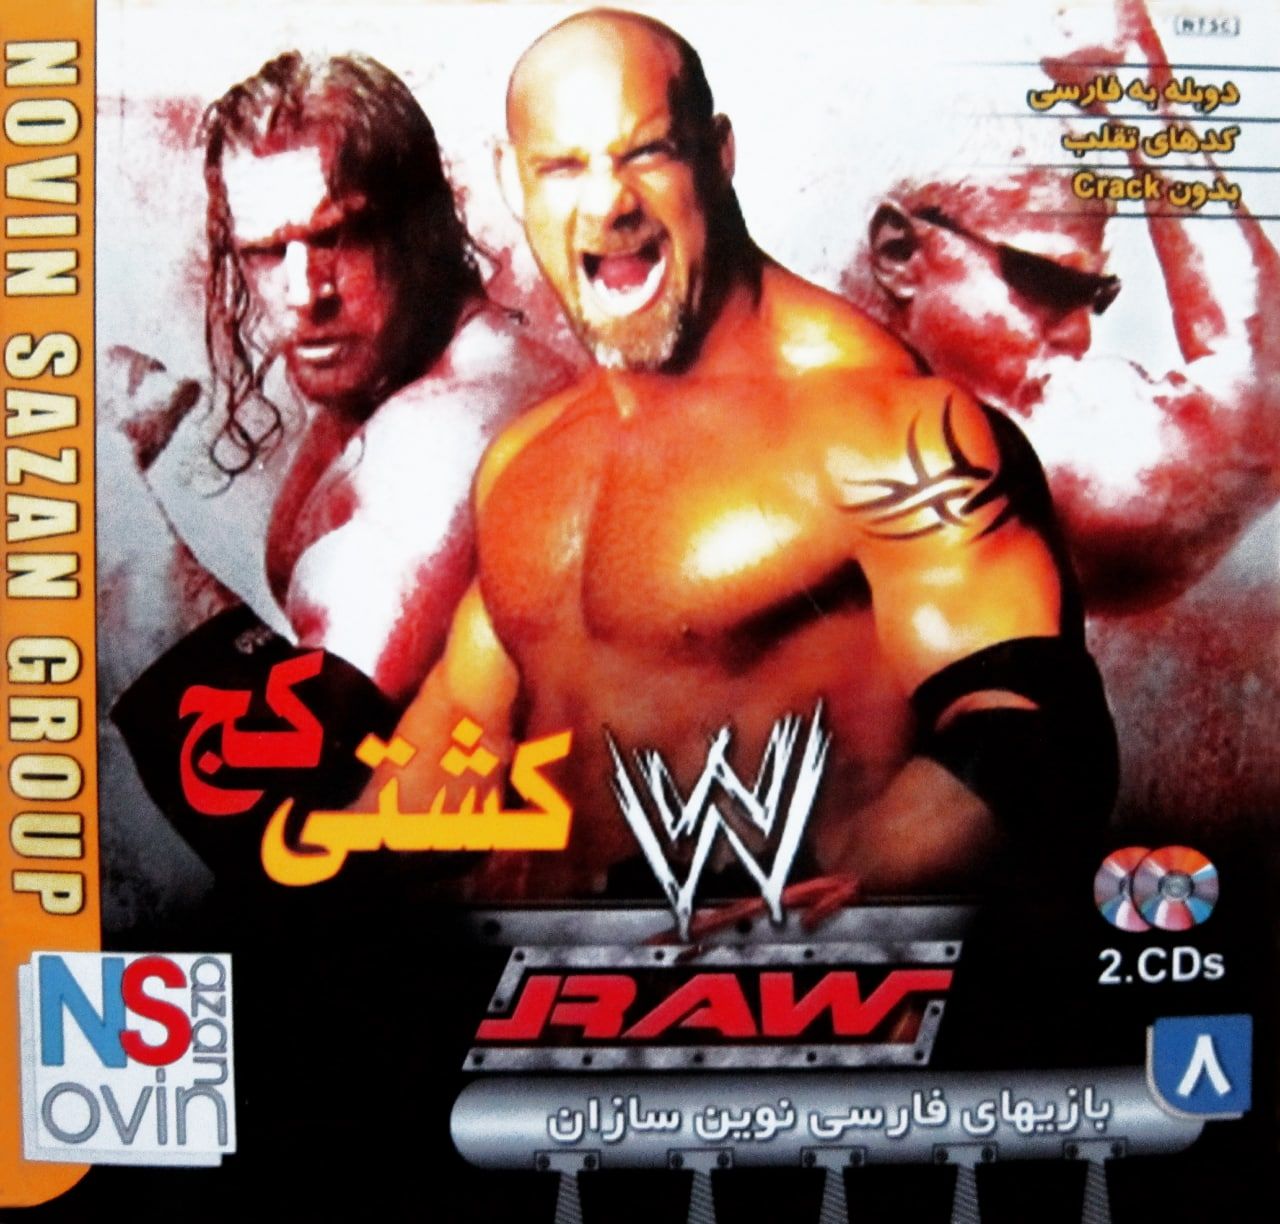 NTSC
دوبله به فارسی
کدهای تقلب
بدون Crack
NOVIN SAZAN GROUP
کشتی کج
W
RAW
2.CDs
۸
NS
azan
ovin
بازیهای فارسی نوین سازان